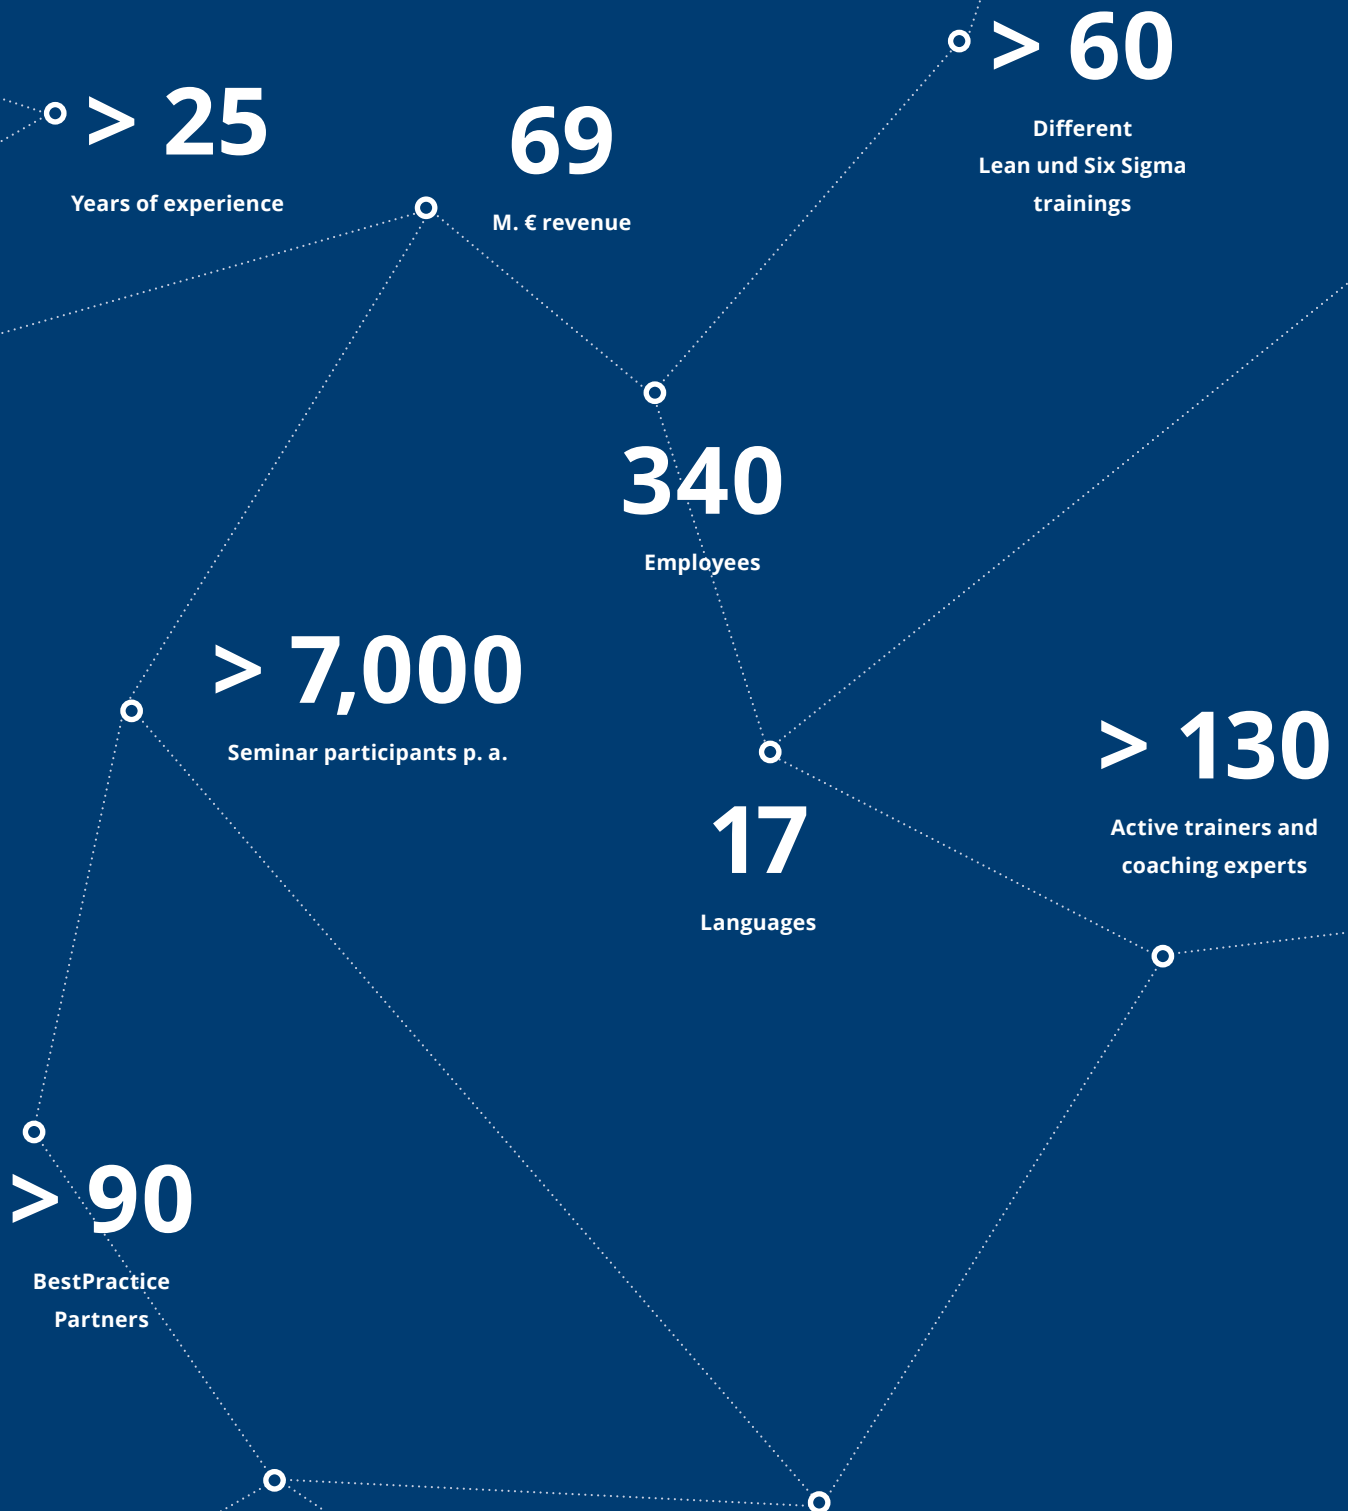 > 25
Years of experience
69
M. € revenue
> 60
Different
Lean und Six Sigma
trainings
340
Employees
> 7,000
Seminar participants p. a.
17
Languages
> 130
Active trainers and
coaching experts
> 90
BestPractice
Partners